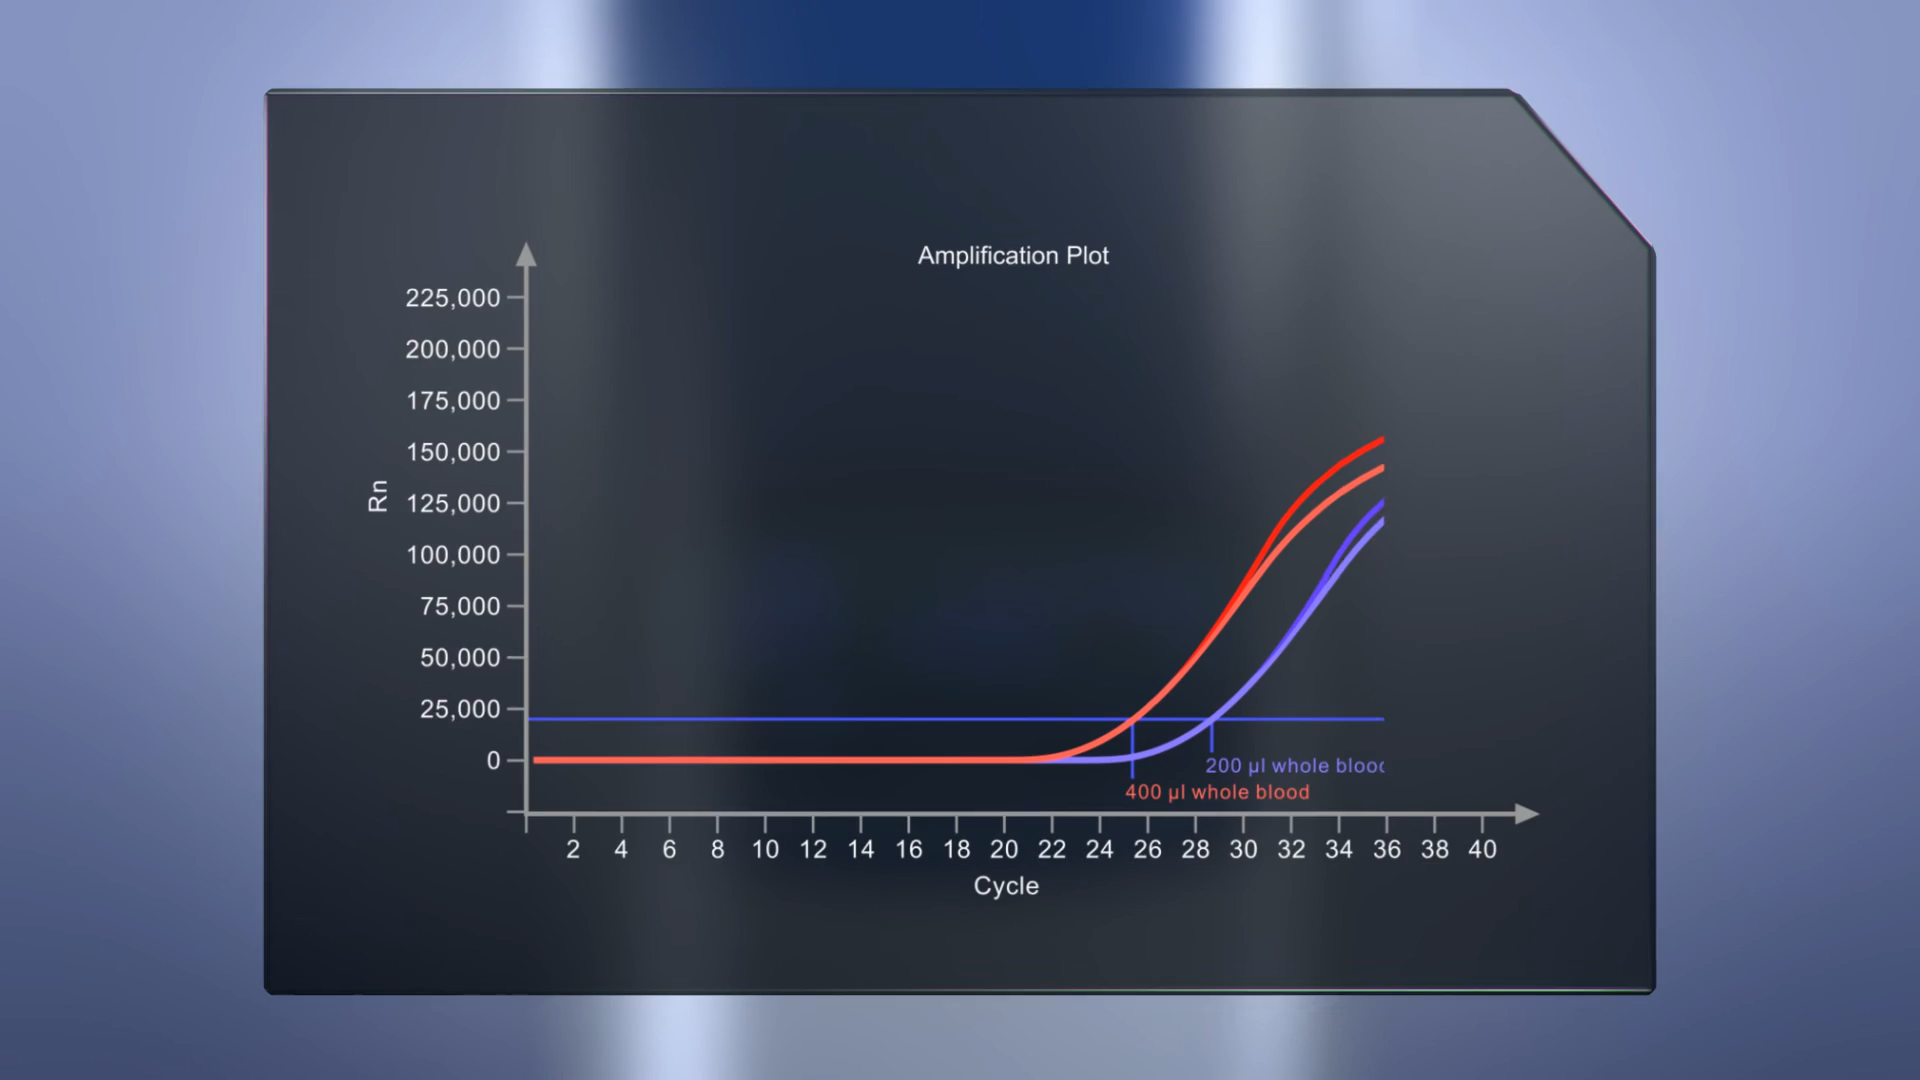 Amplification Plot
225,000
200,000
175,000
150,000
Rn
125,000
100,000
75,000
50,000
25,000
0
200 µl whole blood
400 µl whole blood
2 4 6 8 10 12 14 16 18 20 22 24 26 28 30 32 34 36 38 40
Cycle